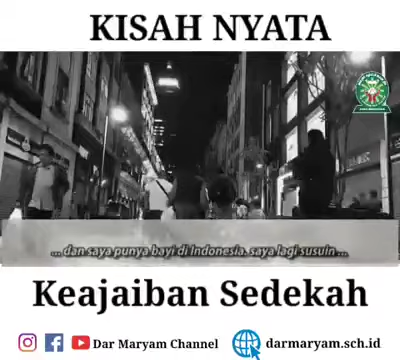 KISAH NYATA
... dan saya punya bayi di Indonesia, saya lagi susuin ...
Keajaiban Sedekah
Dar Maryam Channel
darmaryam.sch.id